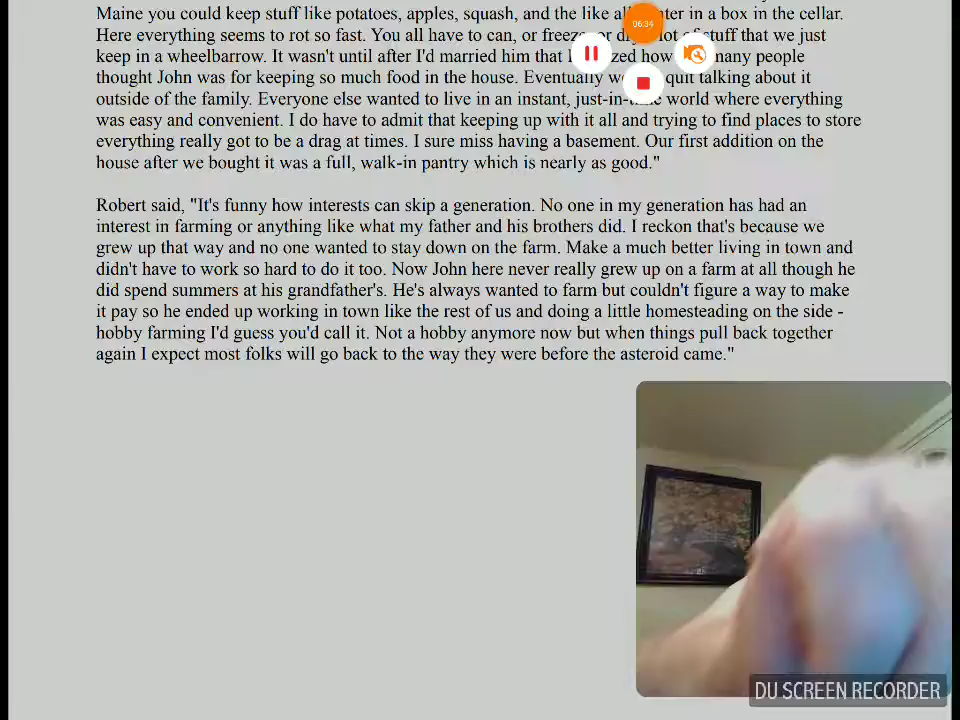 Maine you could keep stuff like potatoes, apples, squash, and the like al nter in a box in the cellar.
06:34
Here everything seems to rot so fast. You all have to can, or freeze or dr lot of stuff that we just
keep in a wheelbarrow. It wasn't until after I'd married him that I zed how many people
thought John was for keeping so much food in the house. Eventually w quit talking about it
outside of the family. Everyone else wanted to live in an instant, just-in- world where everything
was easy and convenient. I do have to admit that keeping up with it all and trying to find places to store
everything really got to be a drag at times. I sure miss having a basement. Our first addition on the
house after we bought it was a full, walk-in pantry which is nearly as good."
Robert said, "It's funny how interests can skip a generation. No one in my generation has had an
interest in farming or anything like what my father and his brothers did. I reckon that's because we
grew up that way and no one wanted to stay down on the farm. Make a much better living in town and
didn't have to work so hard to do it too. Now John here never really grew up on a farm at all though he
did spend summers at his grandfather's. He's always wanted to farm but couldn't figure a way to make
it pay so he ended up working in town like the rest of us and doing a little homesteading on the side -
hobby farming I'd guess you'd call it. Not a hobby anymore now but when things pull back together
again I expect most folks will go back to the way they were before the asteroid came."
DU SCREEN RECORDER